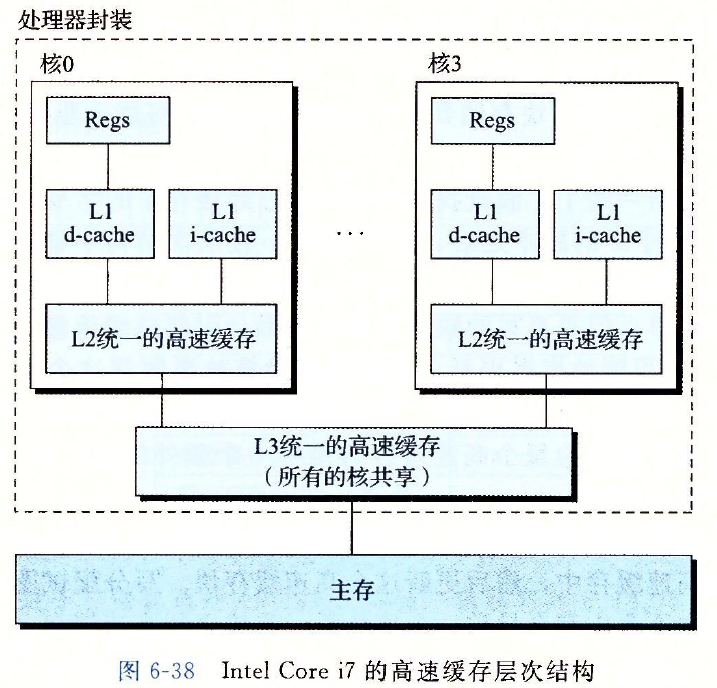 处理器封装
核0
核3
Regs
Regs
L1
d-cache
L1
i-cache
...
L1
d-cache
L1
i-cache
L2统一的高速缓存
L2统一的高速缓存
L3统一的高速缓存
（所有的核共享）
主存
图 6-38 Intel Core i7 的高速缓存层次结构